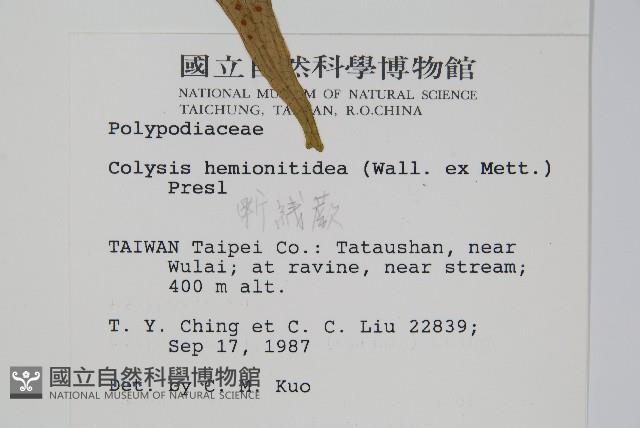 國立自然科學博物館
NATIONAL MUSEUM OF NATURAL SCIENCE
TAICHUNG, TAIWAN, R.O.CHINA
Polypodiaceae
Colysis hemionitidea (Wall. ex Mett.)
Presl
斷綫蕨
TAIWAN Taipei Co.: Tataushan, near
Wulai; at ravine, near stream;
400 m alt.
T. Y. Ching et C. C. Liu 22839;
Sep 17, 1987
Det. by C. M. Kuo
國立自然科學博物館
NATIONAL MUSEUM OF NATURAL SCIENCE